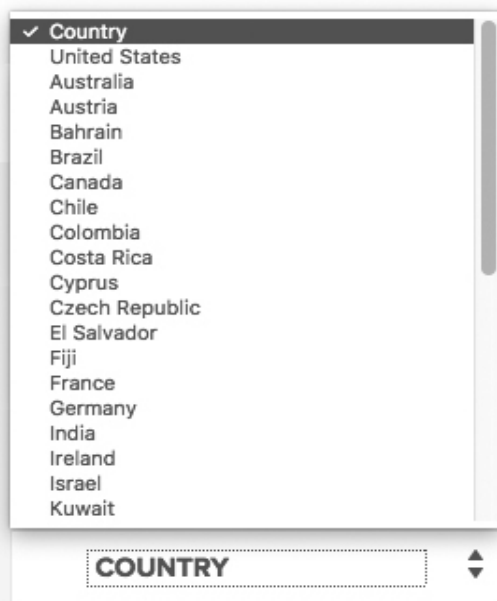 Country
United States
Australia
Austria
Bahrain
Brazil
Canada
Chile
Colombia
Costa Rica
Cyprus
Czech Republic
El Salvador
Fiji
France
Germany
India
Ireland
Israel
Kuwait
COUNTRY